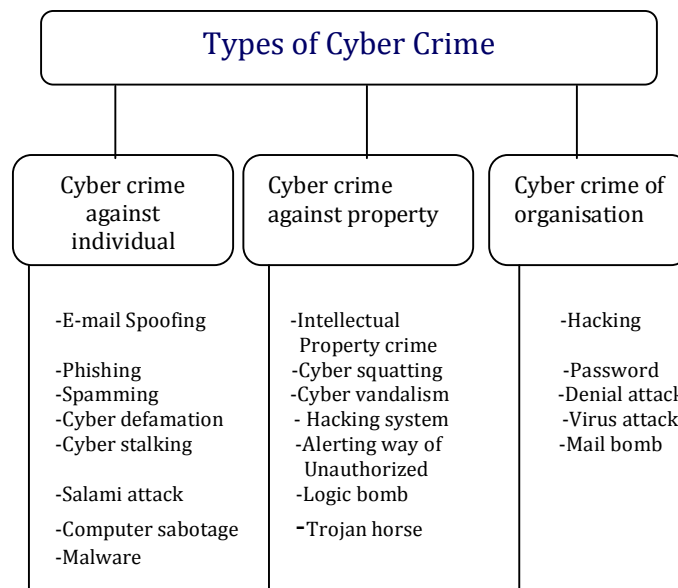 Types of Cyber Crime
Cyber crime
against
individual
-E-mail Spoofing
-Phishing
-Spamming
-Cyber defamation
-Cyber stalking
-Salami attack
-Computer sabotage
-Malware
Cyber crime
against property
-Intellectual
Property crime
-Cyber squatting
-Cyber vandalism
- Hacking system
-Alerting way of
Unauthorized
-Logic bomb
-Trojan horse
Cyber crime of
organisation
-Hacking
-Password
-Denial attack
-Virus attack
-Mail bomb